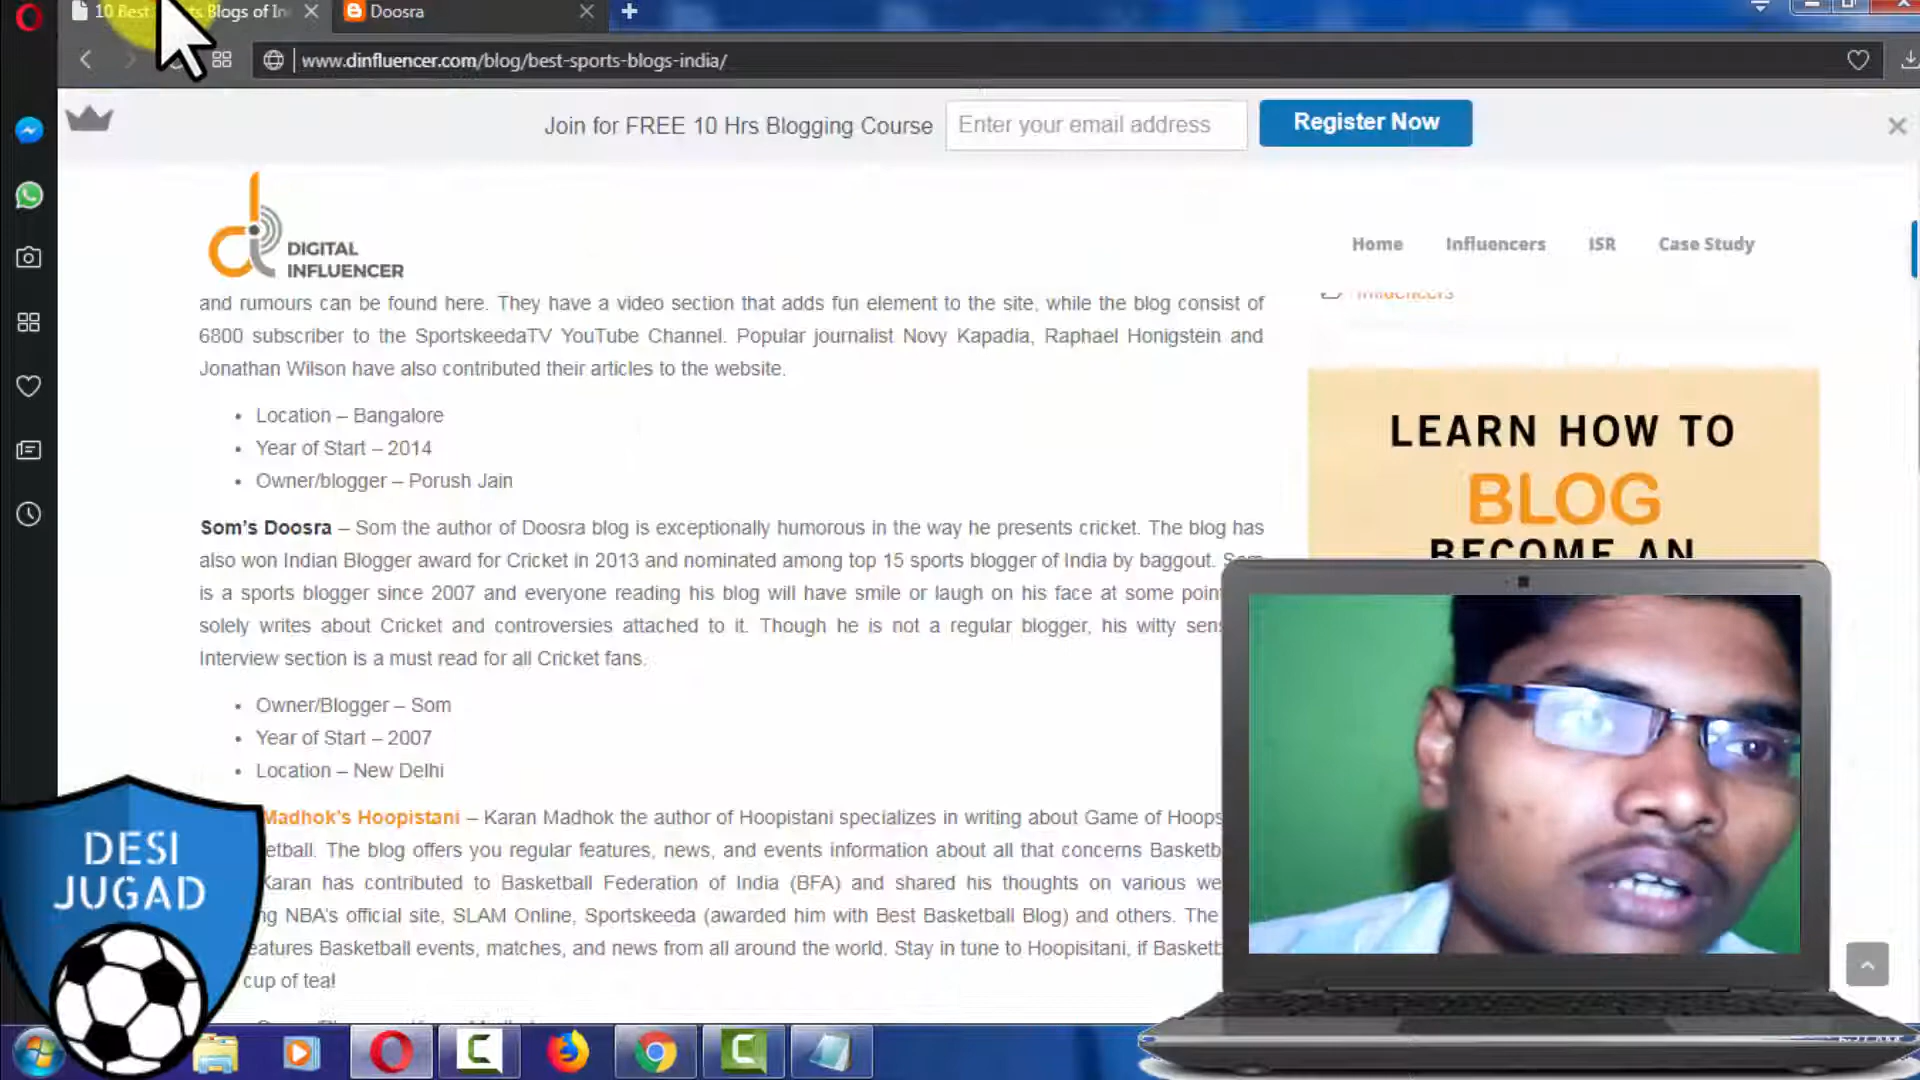 10 Best Sports Blogs of In
Doosra
www.dinfluencer.com/blog/best-sports-blogs-india/
Join for FREE 10 Hrs Blogging Course
Enter your email address
Register Now
DIGITAL
INFLUENCER
Home
Influencers
ISR
Case Study
Influencers
and rumours can be found here. They have a video section that adds fun element to the site, while the blog consist of
6800 subscriber to the SportskeedaTV YouTube Channel. Popular journalist Novy Kapadia, Raphael Honigstein and
Jonathan Wilson have also contributed their articles to the website.
• Location – Bangalore
• Year of Start – 2014
• Owner/blogger – Porush Jain
LEARN HOW TO
BLOG
BECOME AN
Som's Doosra – Som the author of Doosra blog is exceptionally humorous in the way he presents cricket. The blog has
also won Indian Blogger award for Cricket in 2013 and nominated among top 15 sports blogger of India by baggout. Som
is a sports blogger since 2007 and everyone reading his blog will have smile or laugh on his face at some point
solely writes about Cricket and controversies attached to it. Though he is not a regular blogger, his witty sens
Interview section is a must read for all Cricket fans.
• Owner/Blogger – Som
• Year of Start – 2007
• Location – New Delhi
Madhok's Hoopistani – Karan Madhok the author of Hoopistani specializes in writing about Game of Hoops
etball. The blog offers you regular features, news, and events information about all that concerns Basketb
Karan has contributed to Basketball Federation of India (BFA) and shared his thoughts on various we
ng NBA's official site, SLAM Online, Sportskeeda (awarded him with Best Basketball Blog) and others. The
eatures Basketball events, matches, and news from all around the world. Stay in tune to Hoopisitani, if Basketb
cup of tea!
DESI
JUGAD